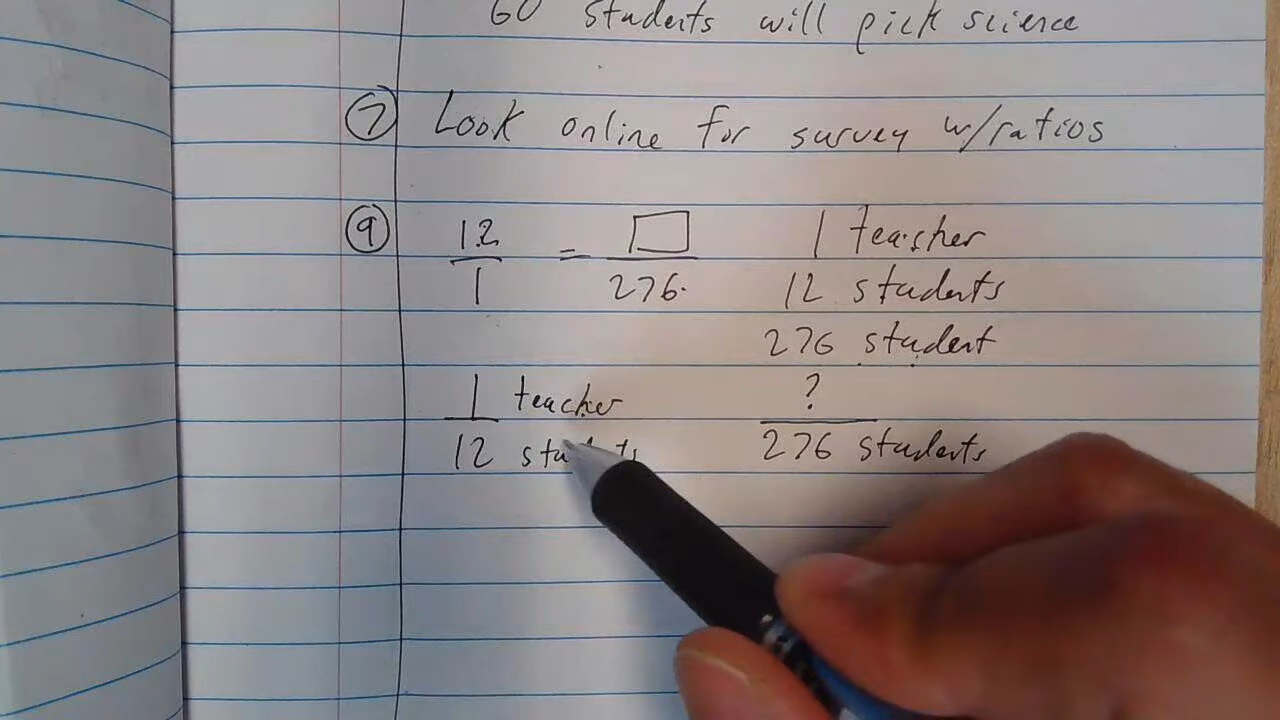 60 students will pick science
7 Look online for survey w/ratios
9 12/1 = □/276 1 teacher
12 students
276 student
1 teacher ?
12 students 276 students